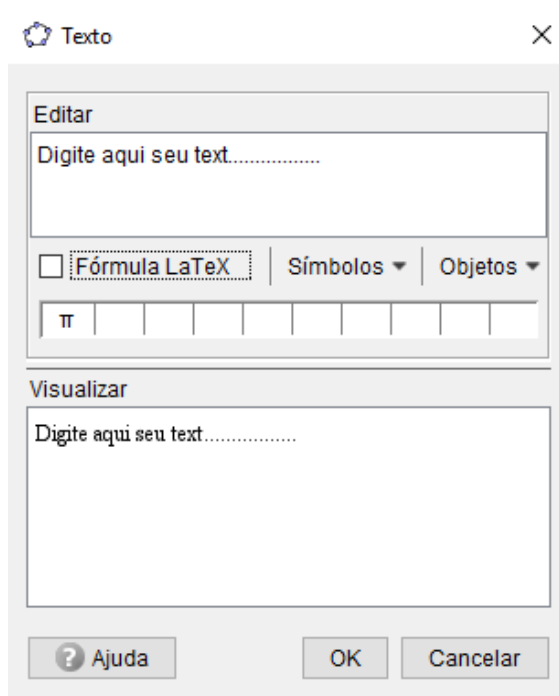 Texto
Editar
Digite aqui seu text.................
Fórmula LaTeX Símbolos Objetos
π
Visualizar
Digite aqui seu text.................
? Ajuda OK Cancelar